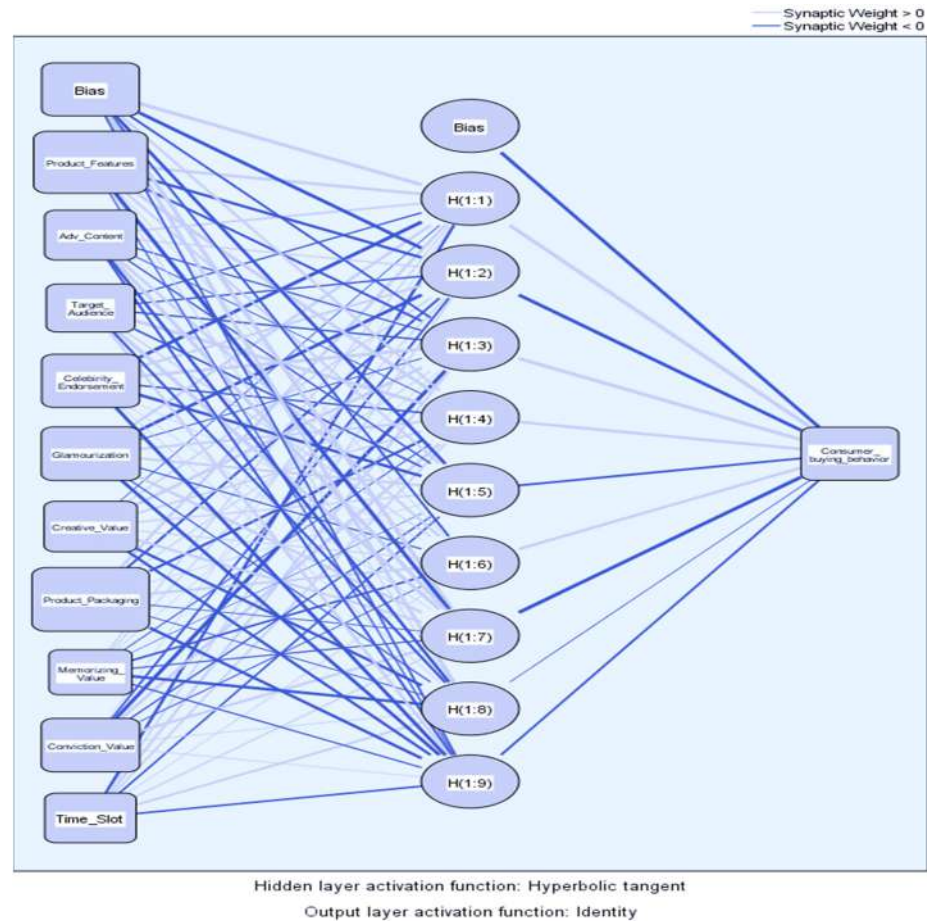 Synaptic Weight > 0
Synaptic Weight < 0
Bias
Product_Features
Adv_Content
Target_
Audience
Celebirity_
Endorsement
Glamourization
Creative_Value
Product_Packaging
Memorizing_
Value
Conviction_Value
Time_Slot
Bias
H(1:1)
H(1:2)
H(1:3)
H(1:4)
H(1:5)
H(1:6)
H(1:7)
H(1:8)
H(1:9)
Consumer_
buying_behavior
Hidden layer activation function: Hyperbolic tangent
Output layer activation function: Identity